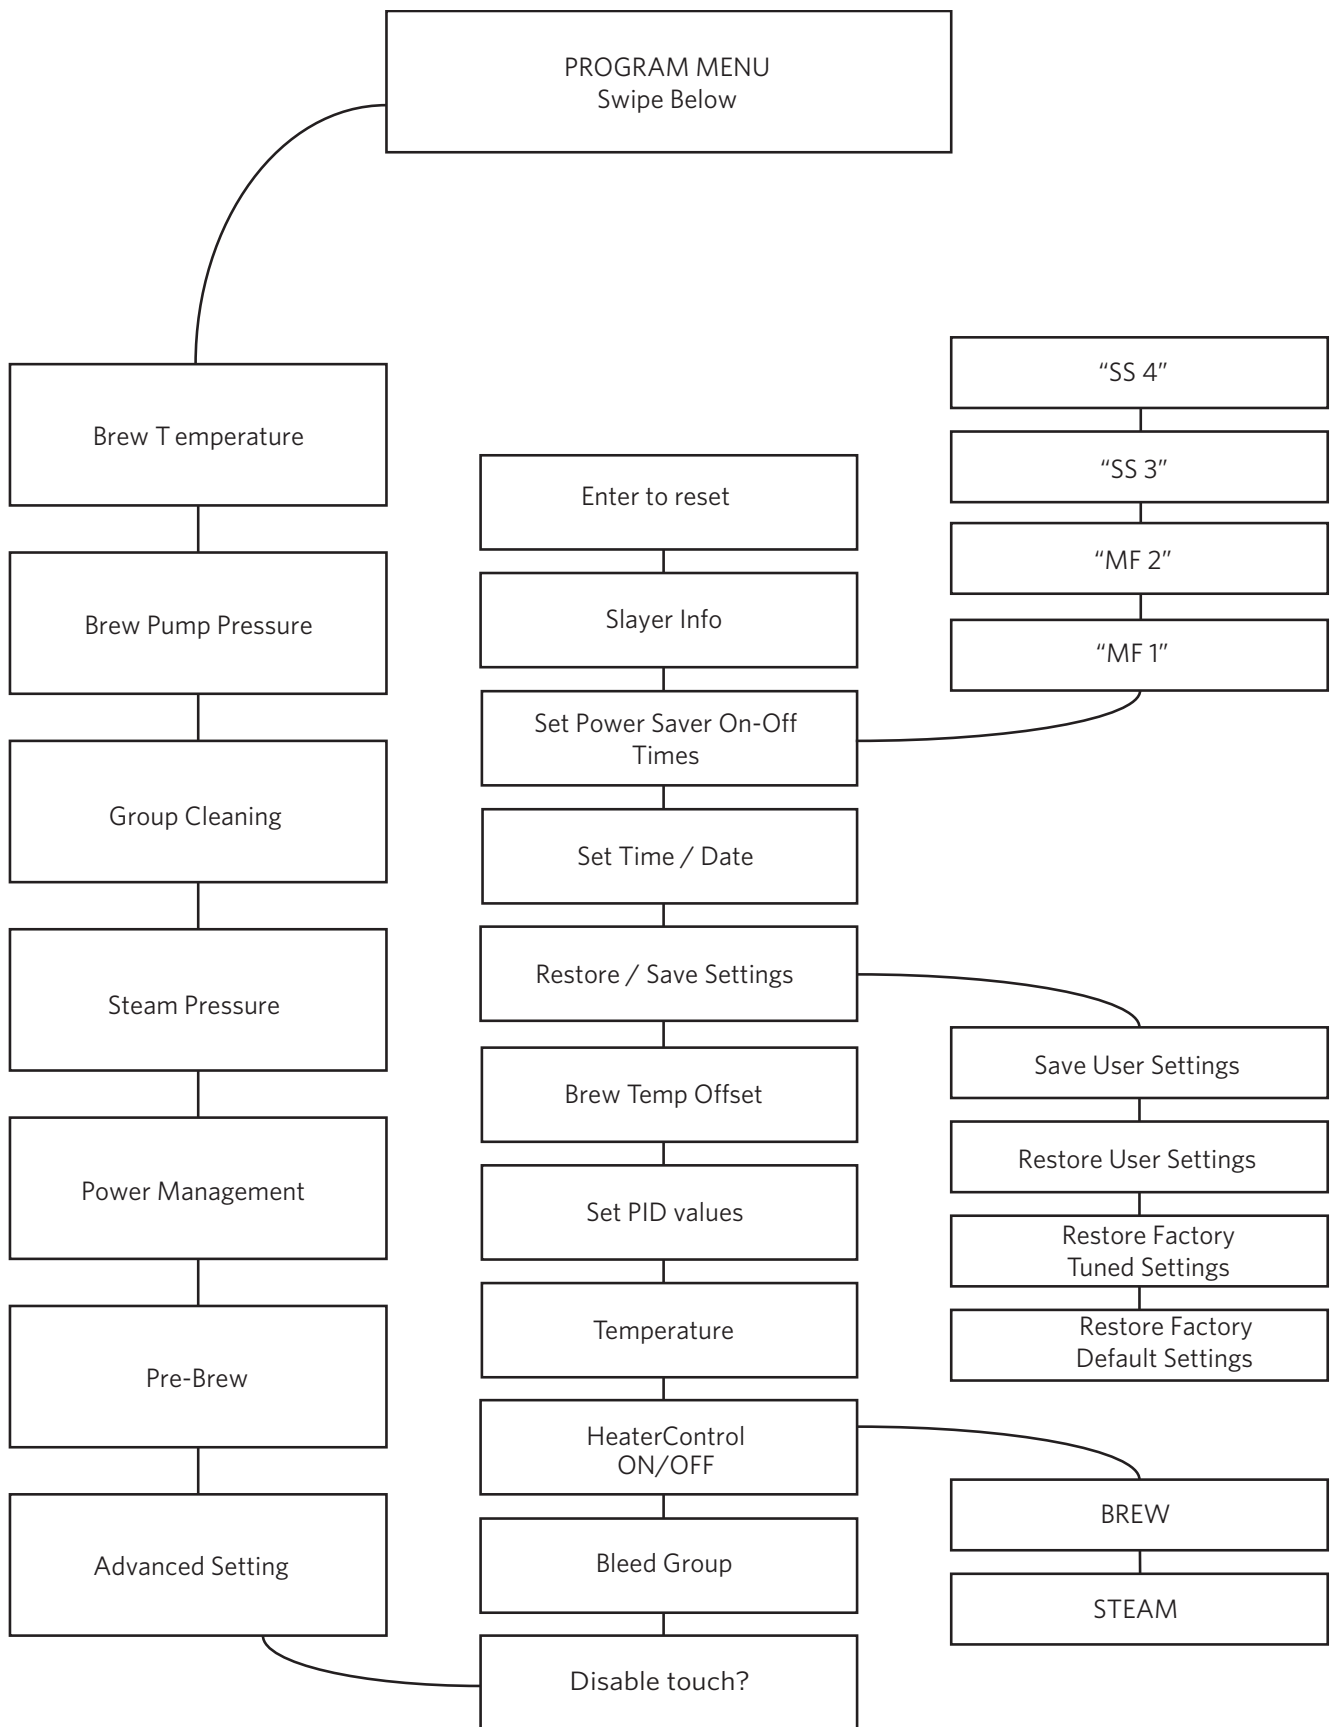 PROGRAM MENU
Swipe Below
Brew T emperature
Brew Pump Pressure
Group Cleaning
Steam Pressure
Power Management
Pre-Brew
Advanced Setting
Enter to reset
Slayer Info
Set Power Saver On-Off
Times
Set Time / Date
Restore / Save Settings
Brew Temp Offset
Set PID values
Temperature
HeaterControl
ON/OFF
Bleed Group
Disable touch?
“SS 4”
“SS 3”
“MF 2”
“MF 1”
Save User Settings
Restore User Settings
Restore Factory
Tuned Settings
Restore Factory
Default Settings
BREW
STEAM